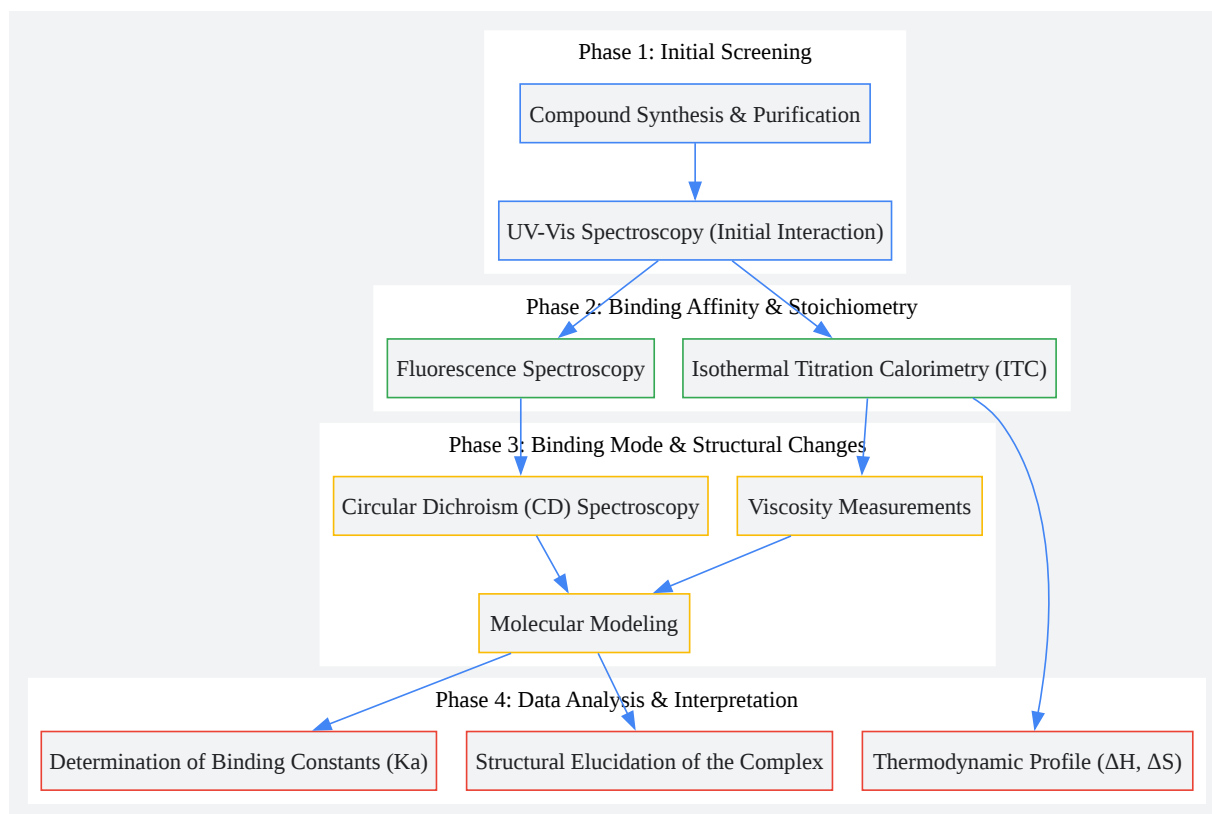 Phase 1: Initial Screening
Compound Synthesis & Purification
UV-Vis Spectroscopy (Initial Interaction)
Phase 2: Binding Affinity & Stoichiometry
Fluorescence Spectroscopy
Isothermal Titration Calorimetry (ITC)
Phase 3: Binding Mode & Structural Changes
Circular Dichroism (CD) Spectroscopy
Viscosity Measurements
Molecular Modeling
Phase 4: Data Analysis & Interpretation
Determination of Binding Constants (Ka)
Structural Elucidation of the Complex
Thermodynamic Profile (ΔH, ΔS)